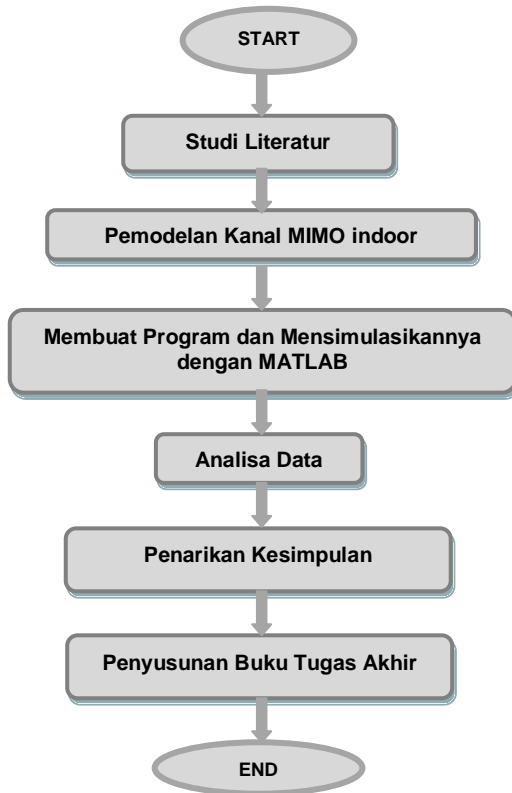 START
Studi Literatur
Pemodelan Kanal MIMO indoor
Membuat Program dan Mensimulasikannya
dengan MATLAB
Analisa Data
Penarikan Kesimpulan
Penyusunan Buku Tugas Akhir
END